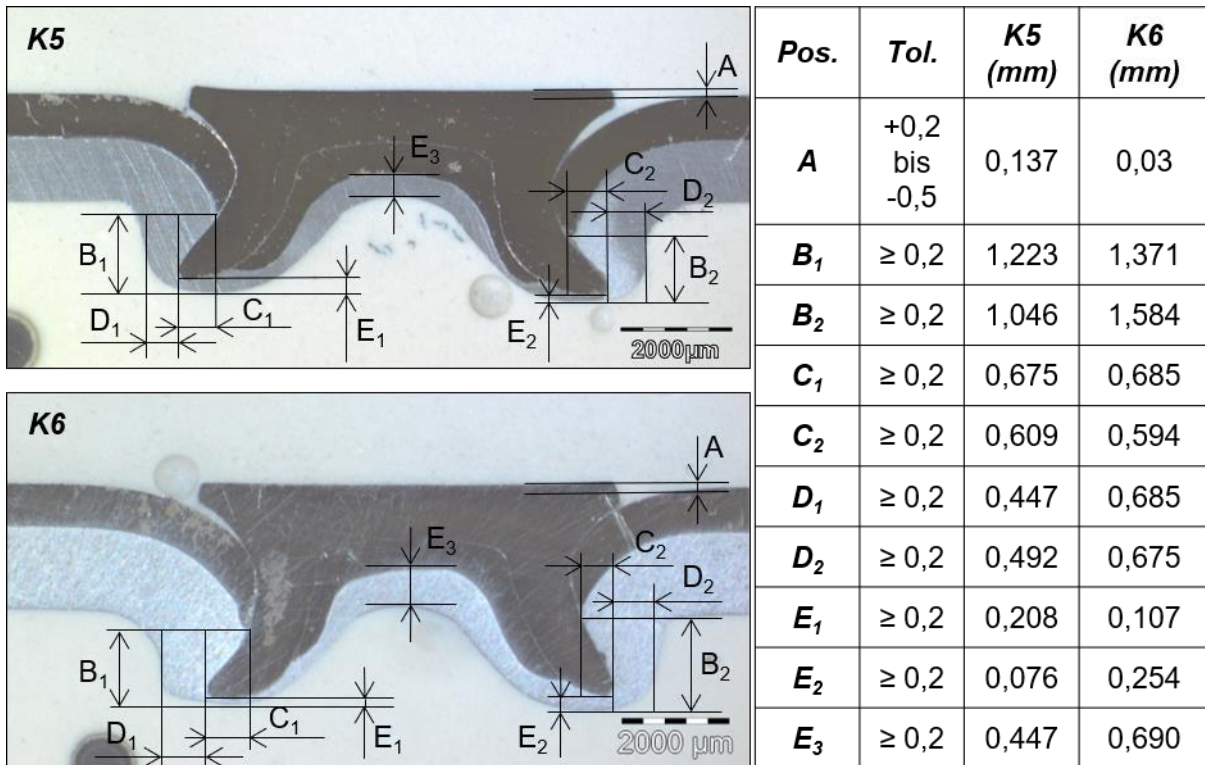 K5
A
E3
C2
D2
B1
B2
D1
C1
E1
E2
2000µm
K6
A
E3
C2
D2
B1
B2
D1
C1
E1
E2
2000 µm
Pos. Tol. K5 (mm) K6 (mm)
A +0,2 bis -0,5 0,137 0,03
B1 ≥ 0,2 1,223 1,371
B2 ≥ 0,2 1,046 1,584
C1 ≥ 0,2 0,675 0,685
C2 ≥ 0,2 0,609 0,594
D1 ≥ 0,2 0,447 0,685
D2 ≥ 0,2 0,492 0,675
E1 ≥ 0,2 0,208 0,107
E2 ≥ 0,2 0,076 0,254
E3 ≥ 0,2 0,447 0,690